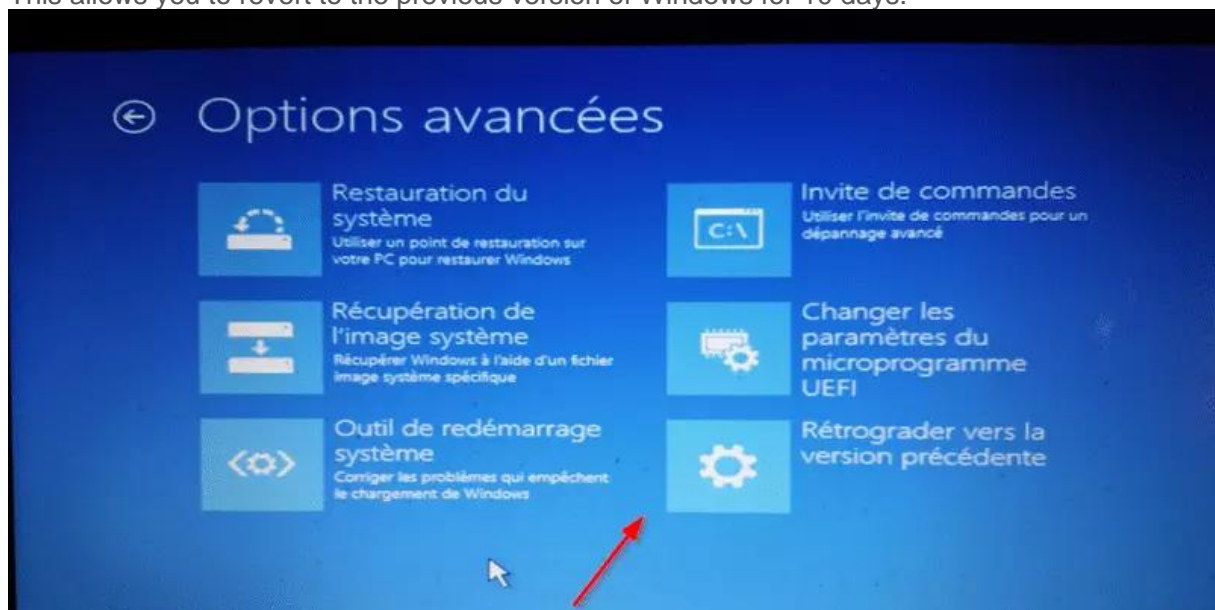 This allows you to revert to the previous version of Windows for 10 days.
Options avancées
Restauration du
système
Utiliser un point de restauration sur
votre PC pour restaurer Windows
Récupération de
l'image système
Récupérer Windows à l'aide d'un fichier
image système spécifique
Outil de redémarrage
système
Corriger les problèmes qui empêchent
le chargement de Windows
C:\
Invite de commandes
Utiliser l'invite de commandes pour un
dépannage avancé
Changer les
paramètres du
microprogramme
UEFI
Rétrograder vers la
version précédente